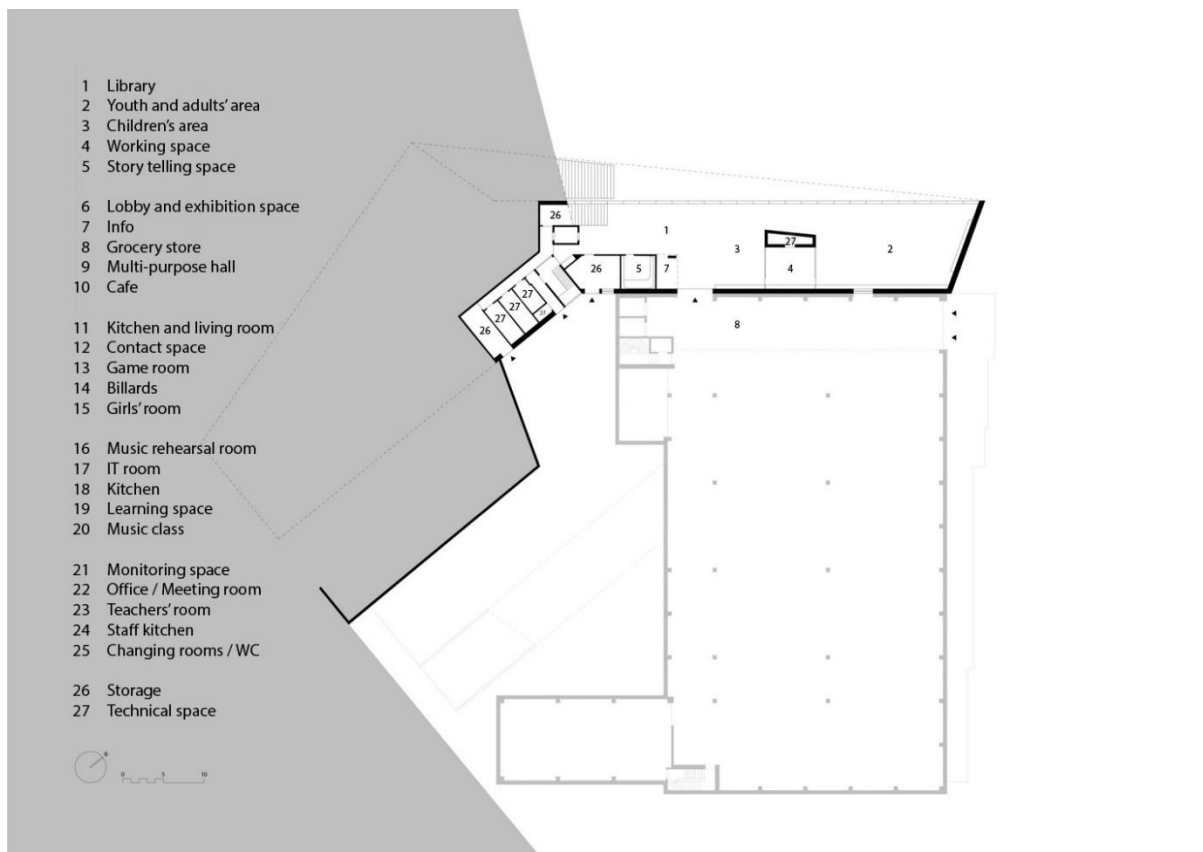 1 Library
2 Youth and adults' area
3 Children's area
4 Working space
5 Story telling space
6 Lobby and exhibition space
7 Info
8 Grocery store
9 Multi-purpose hall
10 Cafe
11 Kitchen and living room
12 Contact space
13 Game room
14 Billards
15 Girls' room
16 Music rehearsal room
17 IT room
18 Kitchen
19 Learning space
20 Music class
21 Monitoring space
22 Office / Meeting room
23 Teachers' room
24 Staff kitchen
25 Changing rooms / WC
26 Storage
27 Technical space
0 5 10
26
1
3
27
2
26
5
7
4
27
27
27
27
26
8